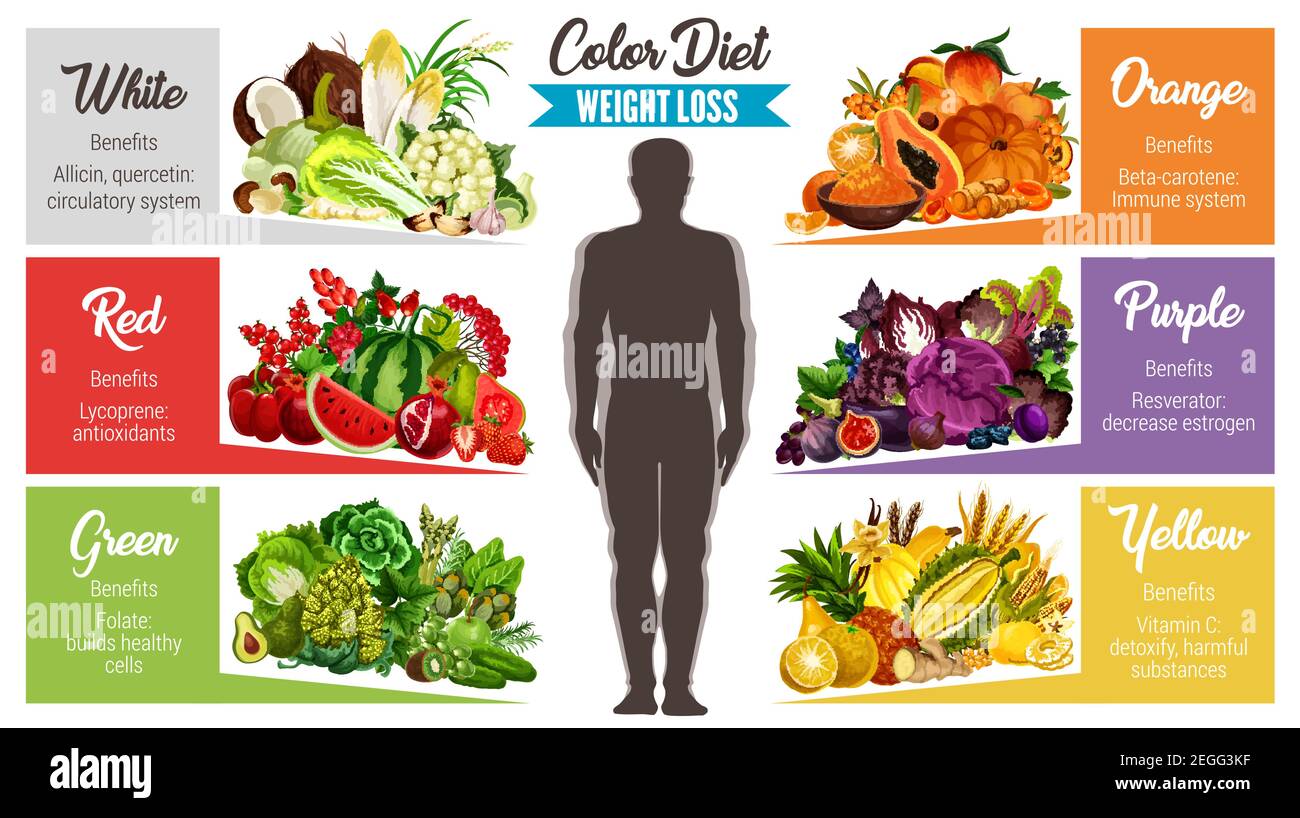 Color Diet
WEIGHT LOSS
White
Benefits
Allicin, quercetin:
circulatory system
Red
Benefits
Lycoprene:
antioxidants
Green
Benefits
Folate:
builds healthy
cells
Orange
Benefits
Beta-carotene:
Immune system
Purple
Benefits
Resverator:
decrease estrogen
Yellow
Benefits
Vitamin C:
detoxify, harmful
substances
alamy
alamy
alamy
a
a
a
a
alamy
Image ID: 2EGG3KF
www.alamy.com